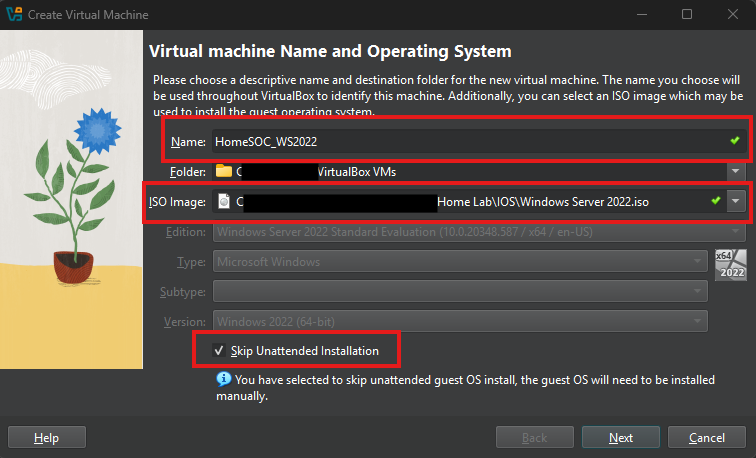 Create Virtual Machine
Virtual machine Name and Operating System
Please choose a descriptive name and destination folder for the new virtual machine. The name you choose will
be used throughout VirtualBox to identify this machine. Additionally, you can select an ISO image which may be
used to install the guest operating system.
Name: HomeSOC_WS2022
Folder: C VirtualBox VMs
ISO Image: C Home Lab\IOS\Windows Server 2022.iso
Edition: Windows Server 2022 Standard Evaluation (10.0.20348.587 / x64 / en-US)
Type: Microsoft Windows
x64
2022
Subtype:
Version: Windows 2022 (64-bit)
Skip Unattended Installation
You have selected to skip unattended guest OS install, the guest OS will need to be installed
manually.
Help Back Next Cancel